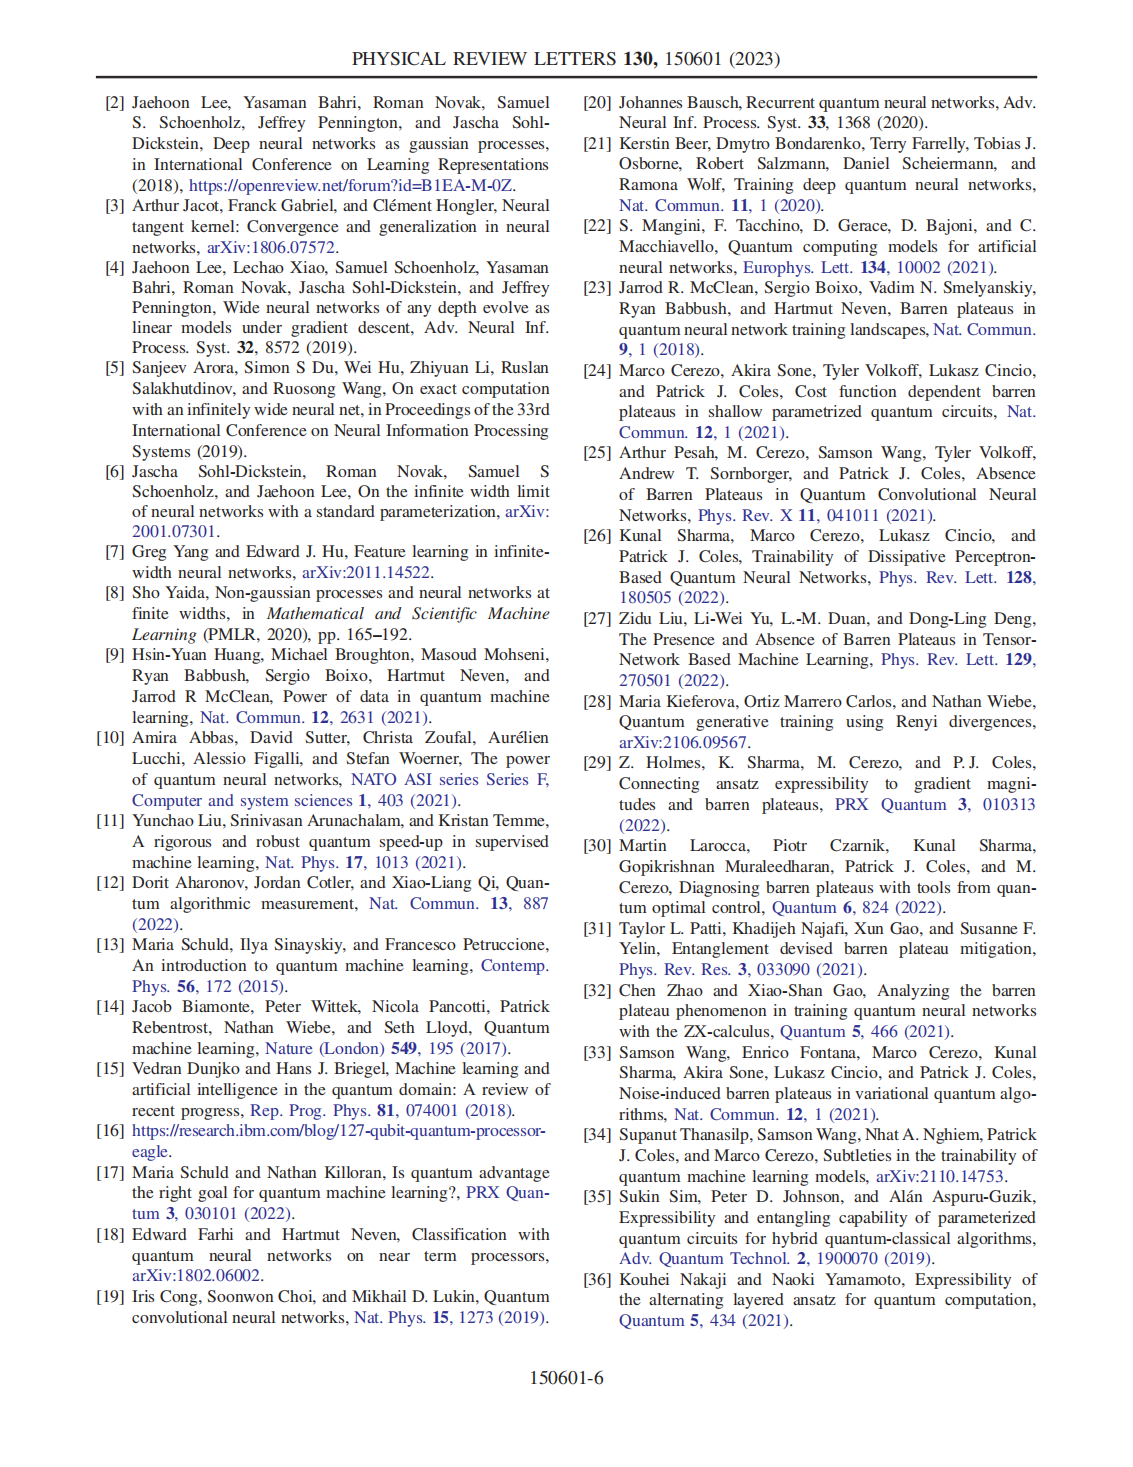 PHYSICAL REVIEW LETTERS 130, 150601 (2023)
[2] Jaehoon Lee, Yasaman Bahri, Roman Novak, Samuel
S. Schoenholz, Jeffrey Pennington, and Jascha Sohl-
Dickstein, Deep neural networks as gaussian processes,
in International Conference on Learning Representations
(2018), https://openreview.net/forum?id=B1EA-M-0Z.
[3] Arthur Jacot, Franck Gabriel, and Clément Hongler, Neural
tangent kernel: Convergence and generalization in neural
networks, arXiv:1806.07572.
[4] Jaehoon Lee, Lechao Xiao, Samuel Schoenholz, Yasaman
Bahri, Roman Novak, Jascha Sohl-Dickstein, and Jeffrey
Pennington, Wide neural networks of any depth evolve as
linear models under gradient descent, Adv. Neural Inf.
Process. Syst. 32, 8572 (2019).
[5] Sanjeev Arora, Simon S Du, Wei Hu, Zhiyuan Li, Ruslan
Salakhutdinov, and Ruosong Wang, On exact computation
with an infinitely wide neural net, in Proceedings of the 33rd
International Conference on Neural Information Processing
Systems (2019).
[6] Jascha Sohl-Dickstein, Roman Novak, Samuel S
Schoenholz, and Jaehoon Lee, On the infinite width limit
of neural networks with a standard parameterization, arXiv:
2001.07301.
[7] Greg Yang and Edward J. Hu, Feature learning in infinite-
width neural networks, arXiv:2011.14522.
[8] Sho Yaida, Non-gaussian processes and neural networks at
finite widths, in Mathematical and Scientific Machine
Learning (PMLR, 2020), pp. 165–192.
[9] Hsin-Yuan Huang, Michael Broughton, Masoud Mohseni,
Ryan Babbush, Sergio Boixo, Hartmut Neven, and
Jarrod R McClean, Power of data in quantum machine
learning, Nat. Commun. 12, 2631 (2021).
[10] Amira Abbas, David Sutter, Christa Zoufal, Aurélien
Lucchi, Alessio Figalli, and Stefan Woerner, The power
of quantum neural networks, NATO ASI series Series F,
Computer and system sciences 1, 403 (2021).
[11] Yunchao Liu, Srinivasan Arunachalam, and Kristan Temme,
A rigorous and robust quantum speed-up in supervised
machine learning, Nat. Phys. 17, 1013 (2021).
[12] Dorit Aharonov, Jordan Cotler, and Xiao-Liang Qi, Quan-
tum algorithmic measurement, Nat. Commun. 13, 887
(2022).
[13] Maria Schuld, Ilya Sinayskiy, and Francesco Petruccione,
An introduction to quantum machine learning, Contemp.
Phys. 56, 172 (2015).
[14] Jacob Biamonte, Peter Wittek, Nicola Pancotti, Patrick
Rebentrost, Nathan Wiebe, and Seth Lloyd, Quantum
machine learning, Nature (London) 549, 195 (2017).
[15] Vedran Dunjko and Hans J. Briegel, Machine learning and
artificial intelligence in the quantum domain: A review of
recent progress, Rep. Prog. Phys. 81, 074001 (2018).
[16] https://research.ibm.com/blog/127-qubit-quantum-processor-
eagle.
[17] Maria Schuld and Nathan Killoran, Is quantum advantage
the right goal for quantum machine learning?, PRX Quan-
tum 3, 030101 (2022).
[18] Edward Farhi and Hartmut Neven, Classification with
quantum neural networks on near term processors,
arXiv:1802.06002.
[19] Iris Cong, Soonwon Choi, and Mikhail D. Lukin, Quantum
convolutional neural networks, Nat. Phys. 15, 1273 (2019).
[20] Johannes Bausch, Recurrent quantum neural networks, Adv.
Neural Inf. Process. Syst. 33, 1368 (2020).
[21] Kerstin Beer, Dmytro Bondarenko, Terry Farrelly, Tobias J.
Osborne, Robert Salzmann, Daniel Scheiermann, and
Ramona Wolf, Training deep quantum neural networks,
Nat. Commun. 11, 1 (2020).
[22] S. Mangini, F. Tacchino, D. Gerace, D. Bajoni, and C.
Macchiavello, Quantum computing models for artificial
neural networks, Europhys. Lett. 134, 10002 (2021).
[23] Jarrod R. McClean, Sergio Boixo, Vadim N. Smelyanskiy,
Ryan Babbush, and Hartmut Neven, Barren plateaus in
quantum neural network training landscapes, Nat. Commun.
9, 1 (2018).
[24] Marco Cerezo, Akira Sone, Tyler Volkoff, Lukasz Cincio,
and Patrick J. Coles, Cost function dependent barren
plateaus in shallow parametrized quantum circuits, Nat.
Commun. 12, 1 (2021).
[25] Arthur Pesah, M. Cerezo, Samson Wang, Tyler Volkoff,
Andrew T. Sornborger, and Patrick J. Coles, Absence
of Barren Plateaus in Quantum Convolutional Neural
Networks, Phys. Rev. X 11, 041011 (2021).
[26] Kunal Sharma, Marco Cerezo, Lukasz Cincio, and
Patrick J. Coles, Trainability of Dissipative Perceptron-
Based Quantum Neural Networks, Phys. Rev. Lett. 128,
180505 (2022).
[27] Zidu Liu, Li-Wei Yu, L.-M. Duan, and Dong-Ling Deng,
The Presence and Absence of Barren Plateaus in Tensor-
Network Based Machine Learning, Phys. Rev. Lett. 129,
270501 (2022).
[28] Maria Kieferova, Ortiz Marrero Carlos, and Nathan Wiebe,
Quantum generative training using Renyi divergences,
arXiv:2106.09567.
[29] Z. Holmes, K. Sharma, M. Cerezo, and P. J. Coles,
Connecting ansatz expressibility to gradient magni-
tudes and barren plateaus, PRX Quantum 3, 010313
(2022).
[30] Martin Larocca, Piotr Czarnik, Kunal Sharma,
Gopikrishnan Muraleedharan, Patrick J. Coles, and M.
Cerezo, Diagnosing barren plateaus with tools from quan-
tum optimal control, Quantum 6, 824 (2022).
[31] Taylor L. Patti, Khadijeh Najafi, Xun Gao, and Susanne F.
Yelin, Entanglement devised barren plateau mitigation,
Phys. Rev. Res. 3, 033090 (2021).
[32] Chen Zhao and Xiao-Shan Gao, Analyzing the barren
plateau phenomenon in training quantum neural networks
with the ZX-calculus, Quantum 5, 466 (2021).
[33] Samson Wang, Enrico Fontana, Marco Cerezo, Kunal
Sharma, Akira Sone, Lukasz Cincio, and Patrick J. Coles,
Noise-induced barren plateaus in variational quantum algo-
rithms, Nat. Commun. 12, 1 (2021).
[34] Supanut Thanasilp, Samson Wang, Nhat A. Nghiem, Patrick
J. Coles, and Marco Cerezo, Subtleties in the trainability of
quantum machine learning models, arXiv:2110.14753.
[35] Sukin Sim, Peter D. Johnson, and Alán Aspuru-Guzik,
Expressibility and entangling capability of parameterized
quantum circuits for hybrid quantum-classical algorithms,
Adv. Quantum Technol. 2, 1900070 (2019).
[36] Kouhei Nakaji and Naoki Yamamoto, Expressibility of
the alternating layered ansatz for quantum computation,
Quantum 5, 434 (2021).
150601-6